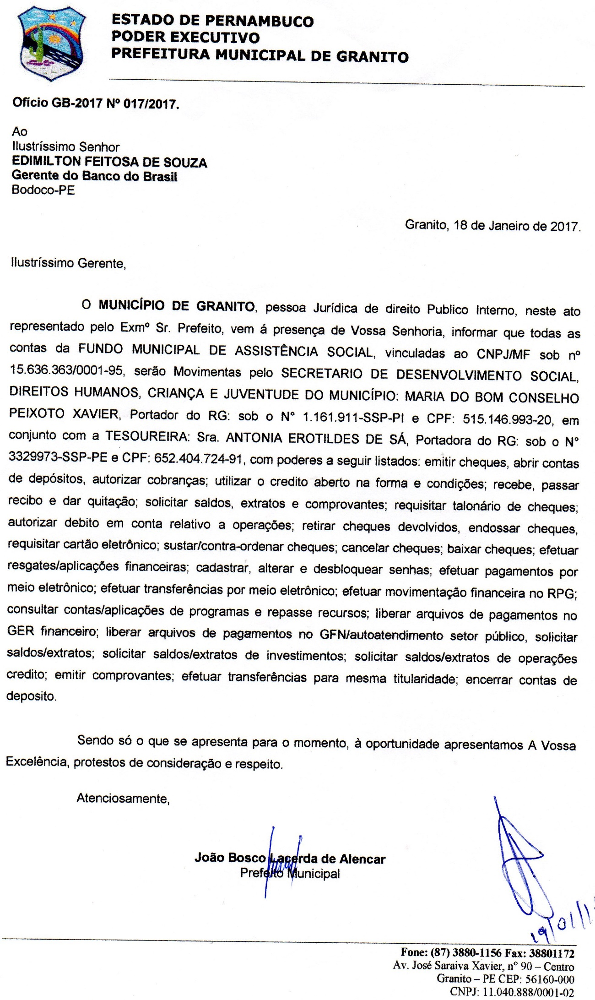 ESTADO DE PERNAMBUCO
PODER EXECUTIVO
PREFEITURA MUNICIPAL DE GRANITO
Ofício GB-2017 Nº 017/2017.
Ao
Ilustríssimo Senhor
EDIMILTON FEITOSA DE SOUZA
Gerente do Banco do Brasil
Bodoco-PE
Granito, 18 de Janeiro de 2017.
Ilustríssimo Gerente,
O MUNICÍPIO DE GRANITO, pessoa Jurídica de direito Publico Interno, neste ato
representado pelo Exmº Sr. Prefeito, vem á presença de Vossa Senhoria, informar que todas as
contas da FUNDO MUNICIPAL DE ASSISTÊNCIA SOCIAL, vinculadas ao CNPJ/MF sob nº
15.636.363/0001-95, serão Movimentas pelo SECRETARIO DE DESENVOLVIMENTO SOCIAL,
DIREITOS HUMANOS, CRIANÇA E JUVENTUDE DO MUNICÍPIO: MARIA DO BOM CONSELHO
PEIXOTO XAVIER, Portador do RG: sob o N° 1.161.911-SSP-PI e CPF: 515.146.993-20, em
conjunto com a TESOUREIRA: Sra. ANTONIA EROTILDES DE SÁ, Portadora do RG: sob o N°
3329973-SSP-PE e CPF: 652.404.724-91, com poderes a seguir listados: emitir cheques, abrir contas
de depósitos, autorizar cobranças; utilizar o credito aberto na forma e condições; recebe, passar
recibo e dar quitação; solicitar saldos, extratos e comprovantes; requisitar talonário de cheques;
autorizar debito em conta relativo a operações; retirar cheques devolvidos, endossar cheques,
requisitar cartão eletrônico; sustar/contra-ordenar cheques; cancelar cheques; baixar cheques; efetuar
resgates/aplicações financeiras; cadastrar, alterar e desbloquear senhas; efetuar pagamentos por
meio eletrônico; efetuar transferências por meio eletrônico; efetuar movimentação financeira no RPG;
consultar contas/aplicações de programas e repasse recursos; liberar arquivos de pagamentos no
GER financeiro; liberar arquivos de pagamentos no GFN/autoatendimento setor público, solicitar
saldos/extratos; solicitar saldos/extratos de investimentos; solicitar saldos/extratos de operações
credito; emitir comprovantes; efetuar transferências para mesma titularidade; encerrar contas de
deposito.
Sendo só o que se apresenta para o momento, à oportunidade apresentamos A Vossa
Excelência, protestos de consideração e respeito.
Atenciosamente,
João Bosco Lacerda de Alencar
Prefeito Municipal
19/01/1
Fone: (87) 3880-1156 Fax: 38801172
Av. José Saraiva Xavier, n° 90 – Centro
Granito – PE CEP: 56160-000
CNPJ: 11.040.888/0001-02